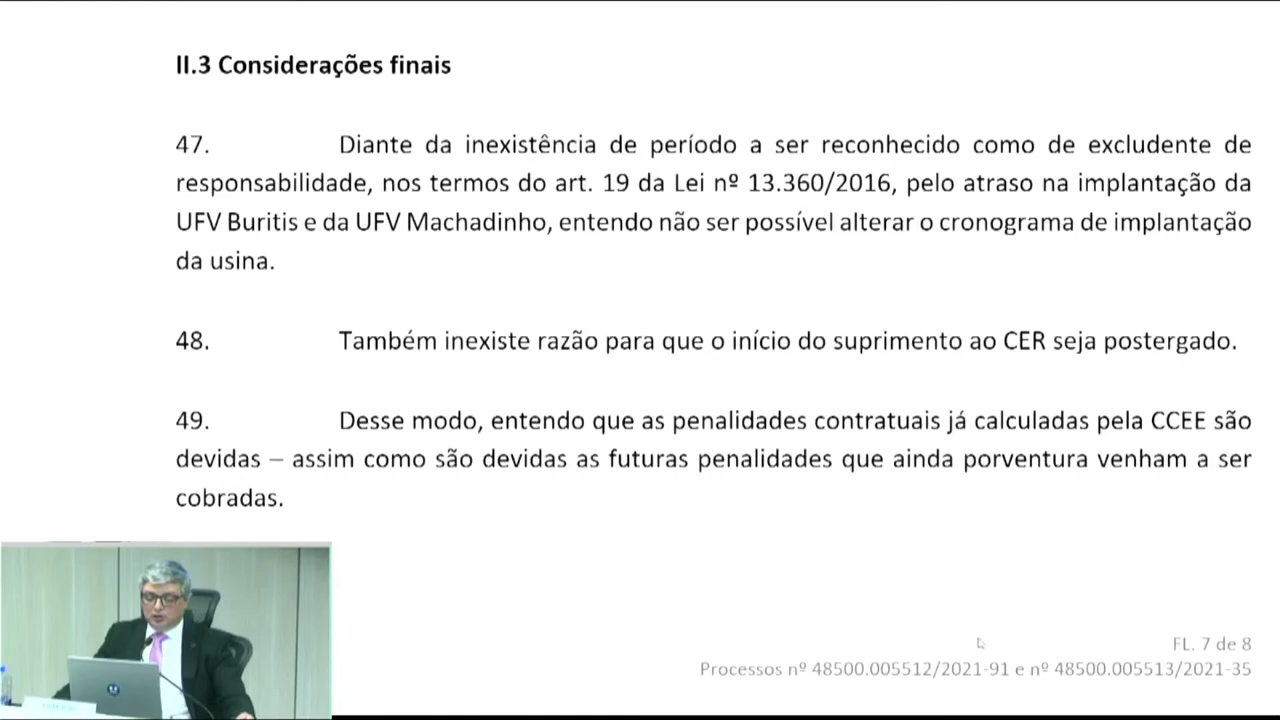 II.3 Considerações finais
47. Diante da inexistência de período a ser reconhecido como de excludente de
responsabilidade, nos termos do art. 19 da Lei nº 13.360/2016, pelo atraso na implantação da
UFV Buritis e da UFV Machadinho, entendo não ser possível alterar o cronograma de implantação
da usina.
48. Também inexiste razão para que o início do suprimento ao CER seja postergado.
49. Desse modo, entendo que as penalidades contratuais já calculadas pela CCEE são
devidas – assim como são devidas as futuras penalidades que ainda porventura venham a ser
cobradas.
FL. 7 de 8
Processos nº 48500.005512/2021-91 e nº 48500.005513/2021-35